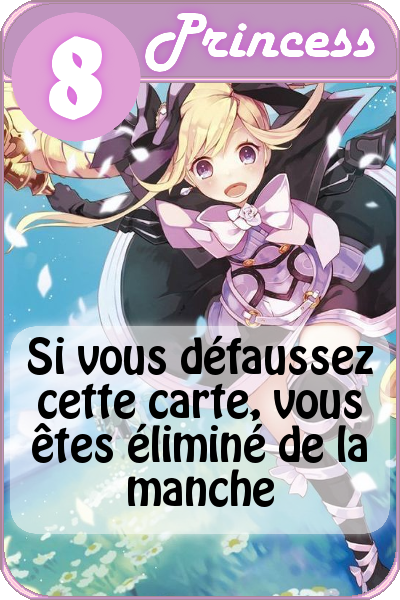 8
Princess
Si vous défaussez
cette carte, vous
êtes éliminé de la
manche